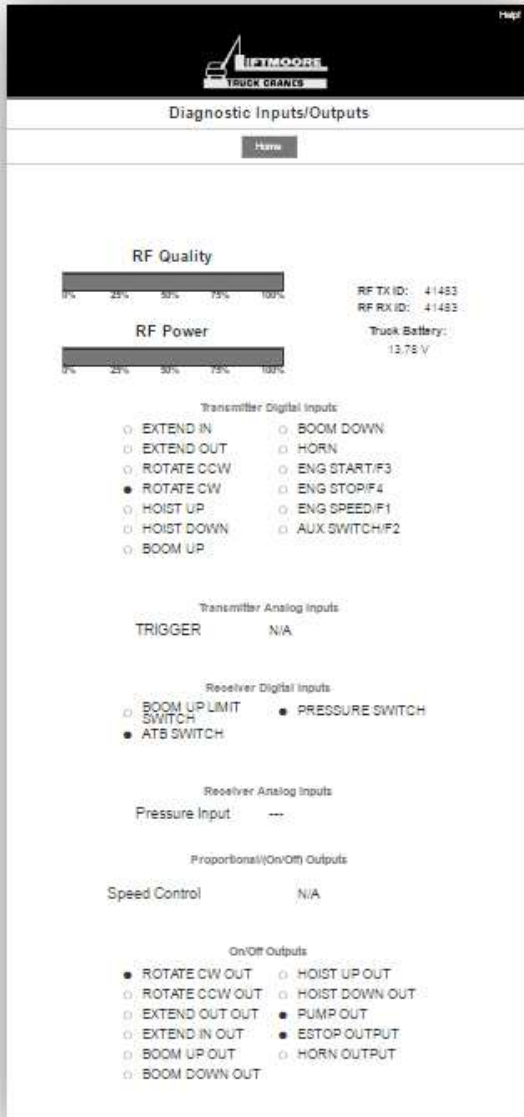 Help!
LIFTMOORE
TRUCK CRANES
Diagnostic Inputs/Outputs
Home
RF Quality
0% 25% 50% 75% 100%
RF TX ID: 41483
RF RX ID: 41483
RF Power
Truck Battery:
13.78 V
0% 25% 50% 75% 100%
Transmitter Digital Inputs
EXTEND IN BOOM DOWN
EXTEND OUT HORN
ROTATE CCW ENG START/F3
ROTATE CW ENG STOP/F4
HOIST UP ENG SPEED/F1
HOIST DOWN AUX SWITCH/F2
BOOM UP
Transmitter Analog Inputs
TRIGGER N/A
Receiver Digital Inputs
BOOM UP LIMIT SWITCH PRESSURE SWITCH
ATB SWITCH
Receiver Analog Inputs
Pressure Input ---
Proportional/(On/Off) Outputs
Speed Control N/A
On/Off Outputs
ROTATE CW OUT HOIST UP OUT
ROTATE CCW OUT HOIST DOWN OUT
EXTEND OUT OUT PUMP OUT
EXTEND IN OUT ESTOP OUTPUT
BOOM UP OUT HORN OUTPUT
BOOM DOWN OUT